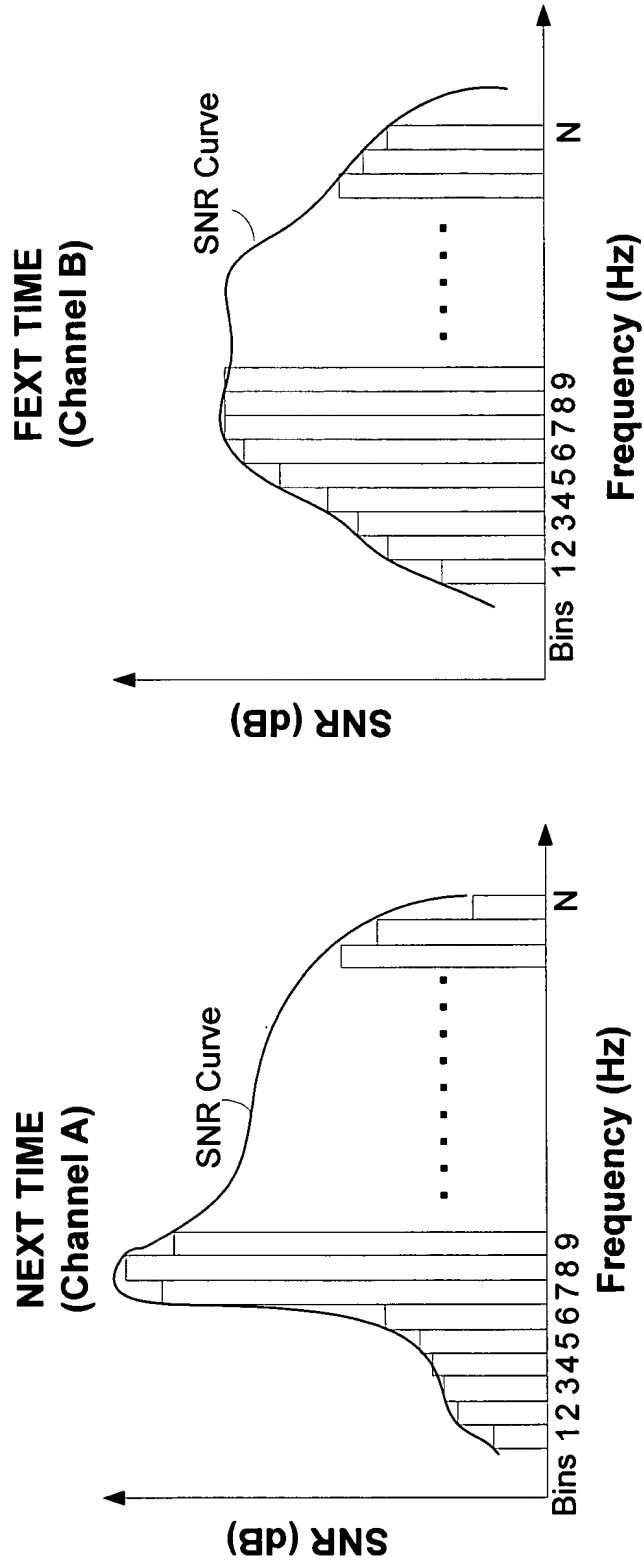 NEXT TIME
(Channel A)
SNR (dB)
SNR Curve
Bins 1 2 3 4 5 6 7 8 9 N
Frequency (Hz)
FEXT TIME
(Channel B)
SNR (dB)
SNR Curve
Bins 1 2 3 4 5 6 7 8 9 N
Frequency (Hz)